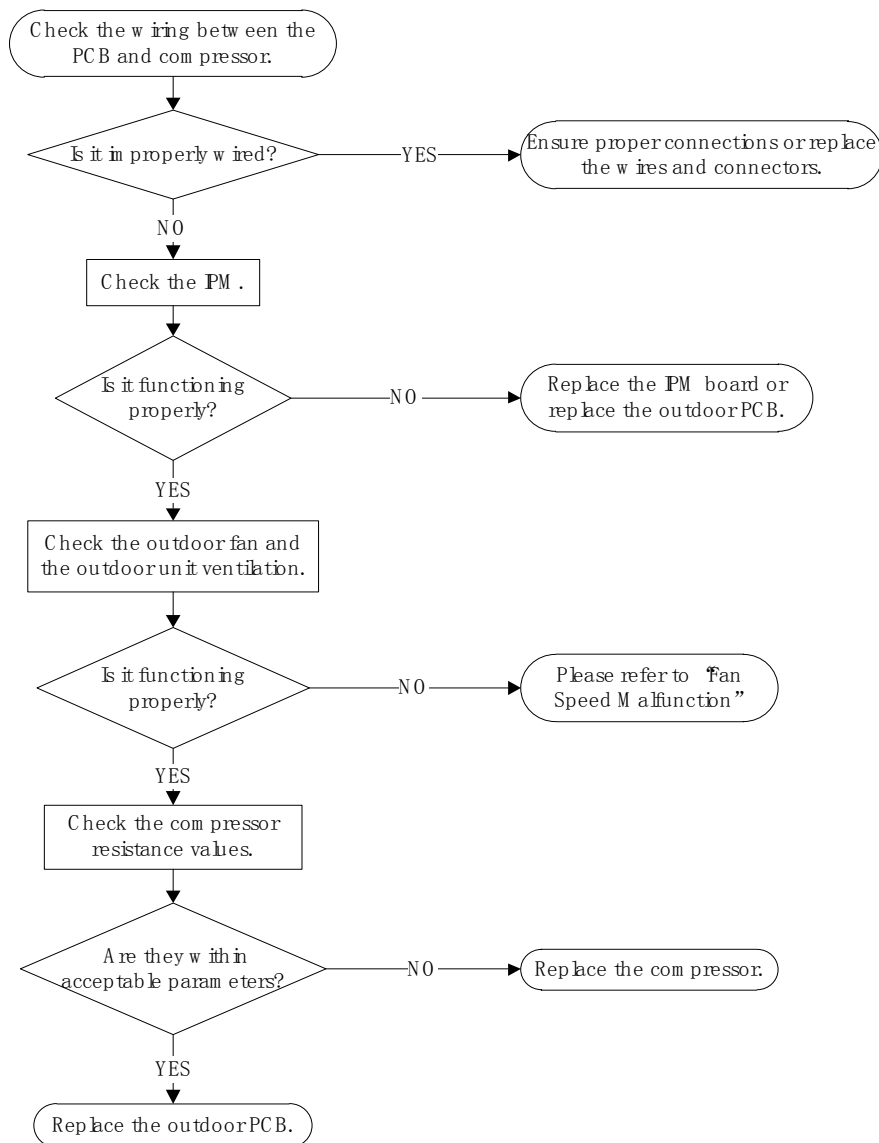 Check the wiring between the
PCB and compressor.
Is it improperly wired?
YES
Ensure proper connections or replace
the wires and connectors.
NO
Check the IPM.
Is it functioning
properly?
NO
Replace the IPM board or
replace the outdoor PCB.
YES
Check the outdoor fan and
the outdoor unit ventilation.
Is it functioning
properly?
NO
Please refer to “Fan
Speed Malfunction”
YES
Check the compressor
resistance values.
Are they within
acceptable parameters?
NO
Replace the compressor.
YES
Replace the outdoor PCB.